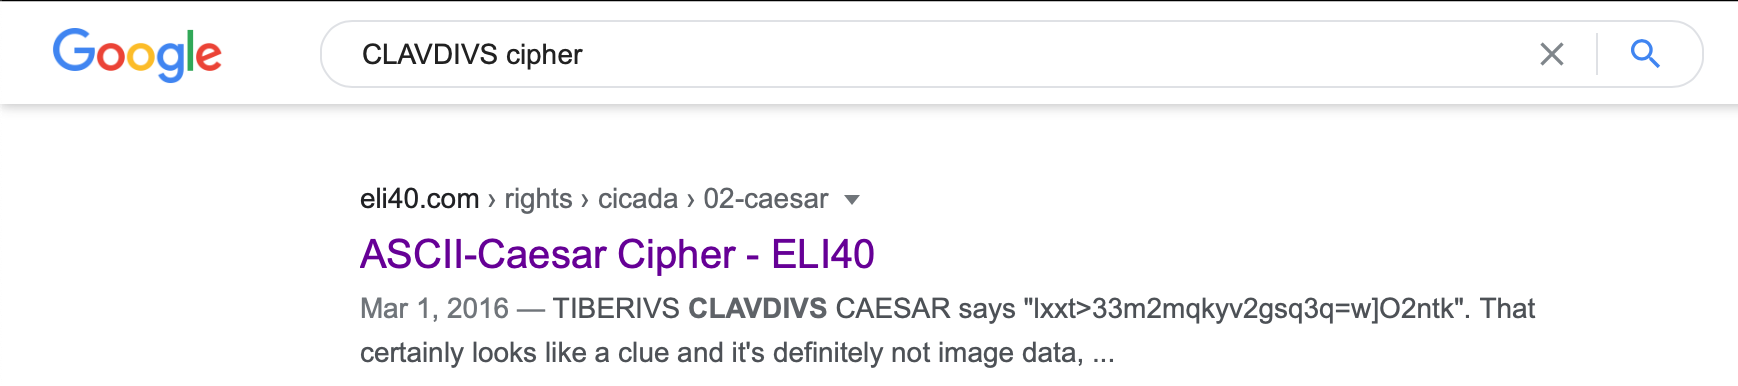 Google
CLAVDIVS cipher
eli40.com › rights › cicada › 02-caesar
ASCII-Caesar Cipher - ELI40
Mar 1, 2016 — TIBERIVS CLAVDIVS CAESAR says "lxxt>33m2mqkyv2gsq3q=w]O2ntk". That
certainly looks like a clue and it's definitely not image data, ...